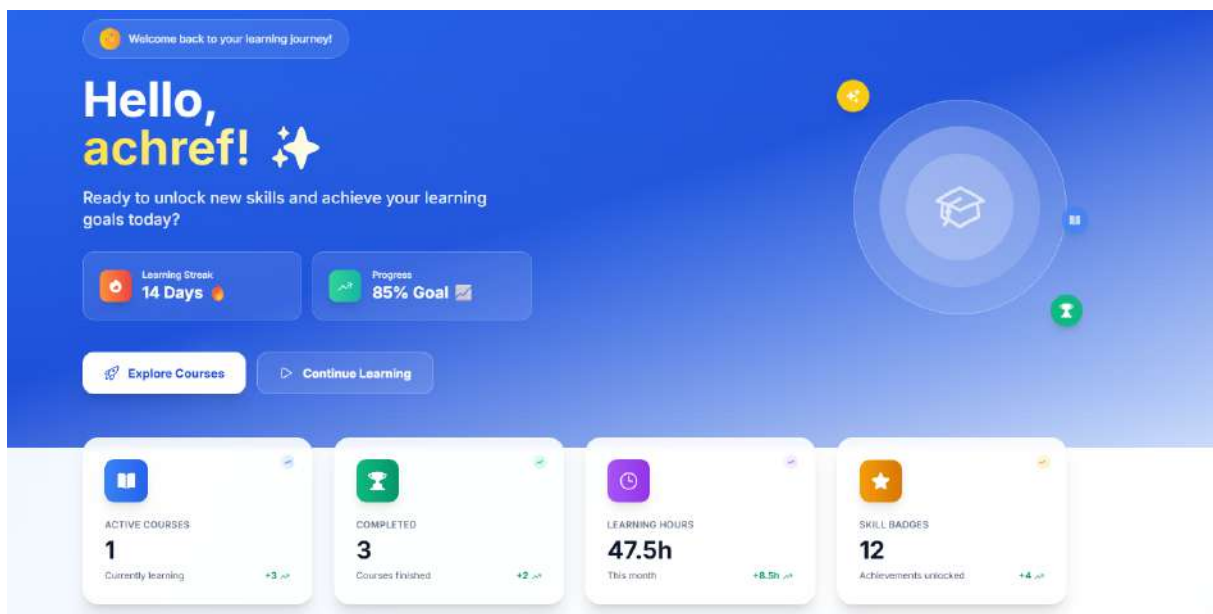 Welcome back to your learning journey!
Hello,
achref! ✨
Ready to unlock new skills and achieve your learning
goals today?
Learning Streak
14 Days 🔥
Progress
85% Goal 📈
Explore Courses
Continue Learning
ACTIVE COURSES
1
Currently learning
+3
COMPLETED
3
Courses finished
+2
LEARNING HOURS
47.5h
This month
+8.5h
SKILL BADGES
12
Achievements unlocked
+4